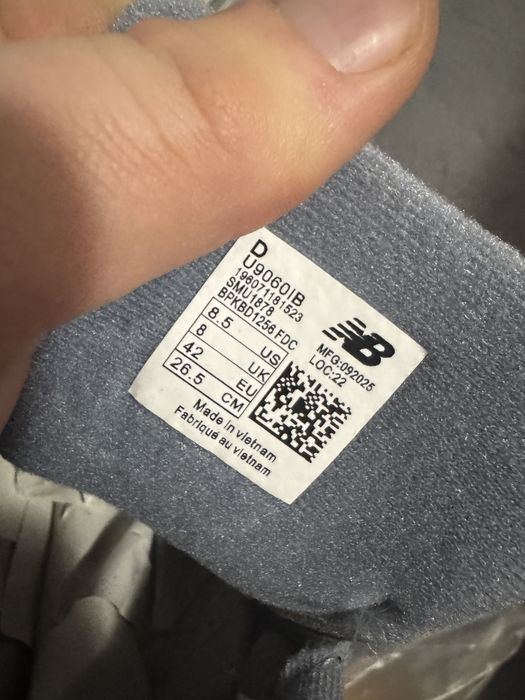 D
U9060IB
196071181523
SMU1878
BPKBD1256 FDC
8.5 US
8 UK
42 EU
26.5 CM
NB
MFG:092025
LOC:22
Made in vietnam
Fabriqué au vietnam